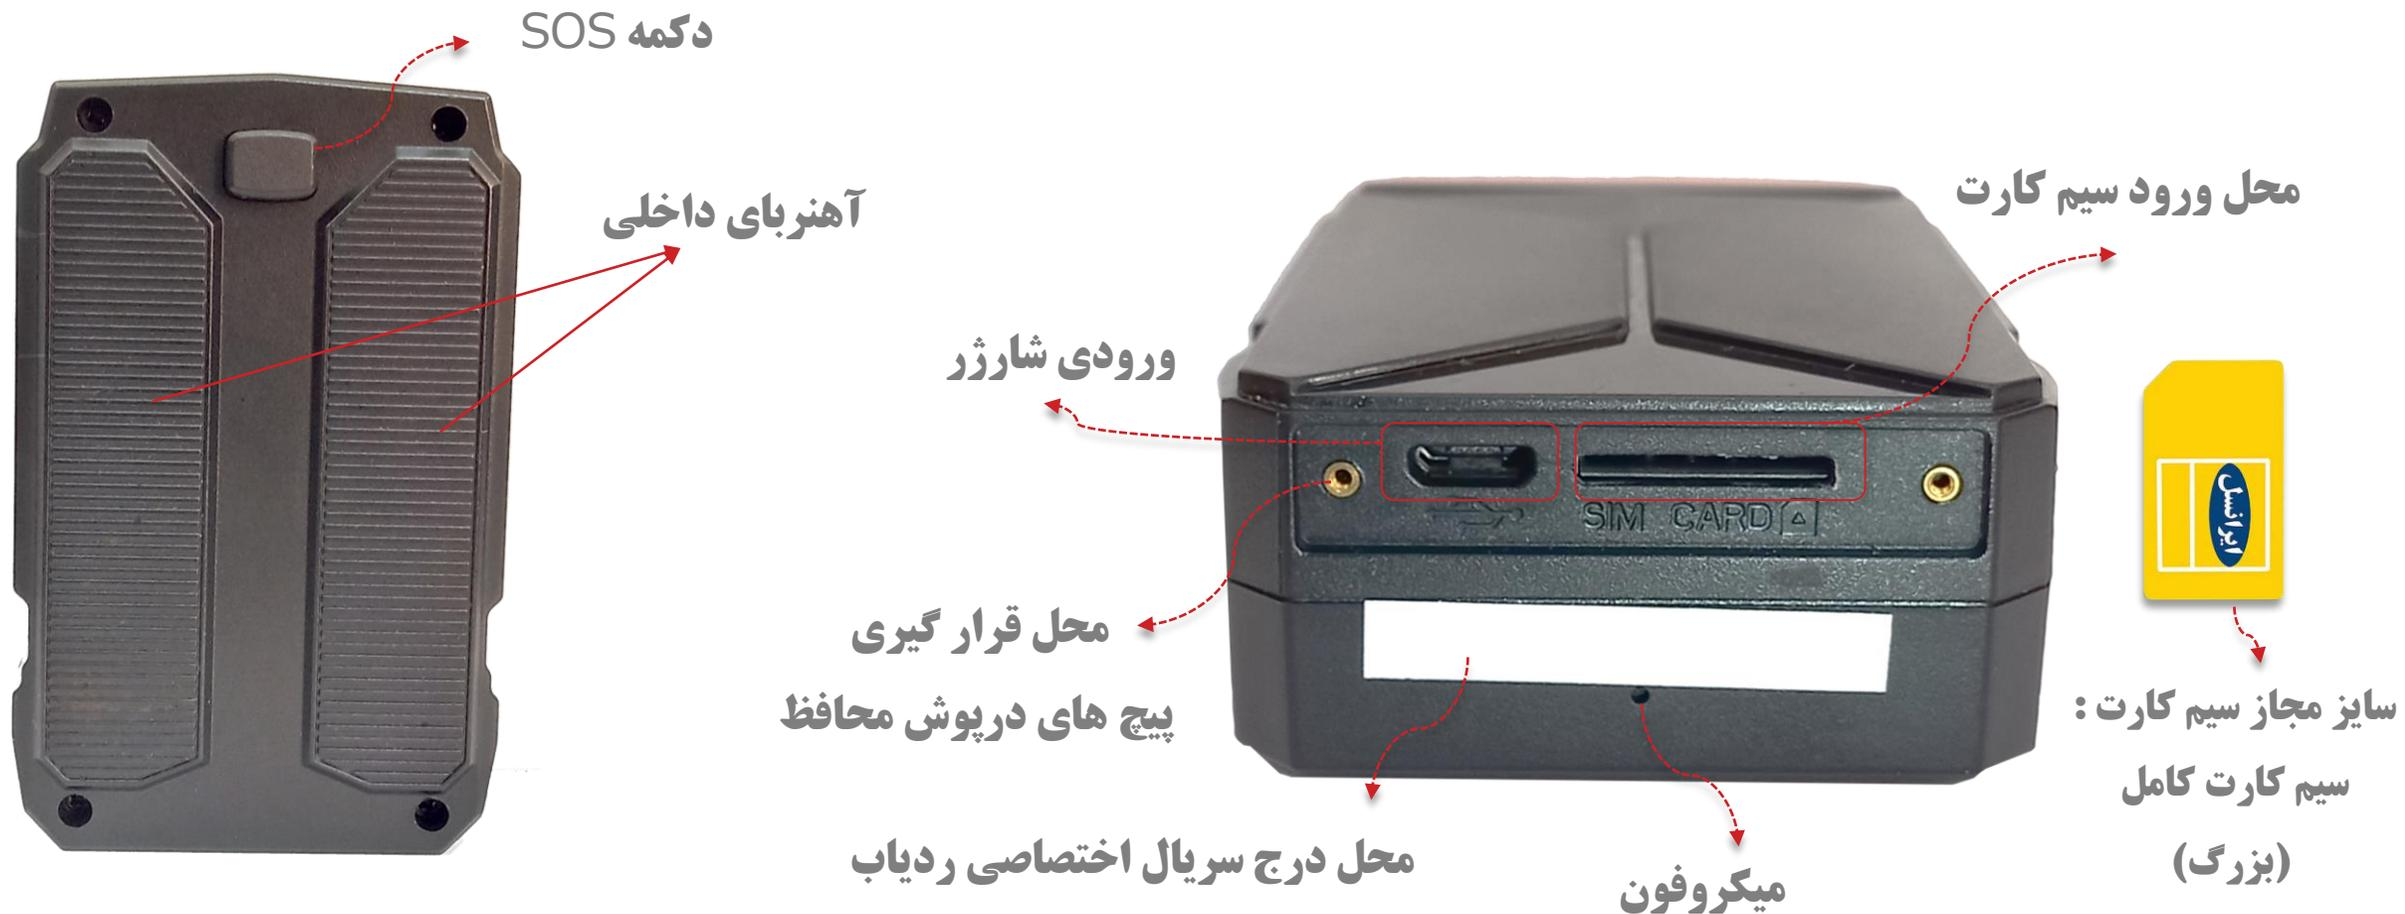 دکمه SOS
آهنربای داخلی
محل ورود سیم کارت
ورودی شارژر
SIM CARD
ایرانسل
محل قرار گیری
پیچ های درپوش محافظ
سایز مجاز سیم کارت :
سیم کارت کامل
(بزرگ)
محل درج سریال اختصاصی ردیاب
میکروفون